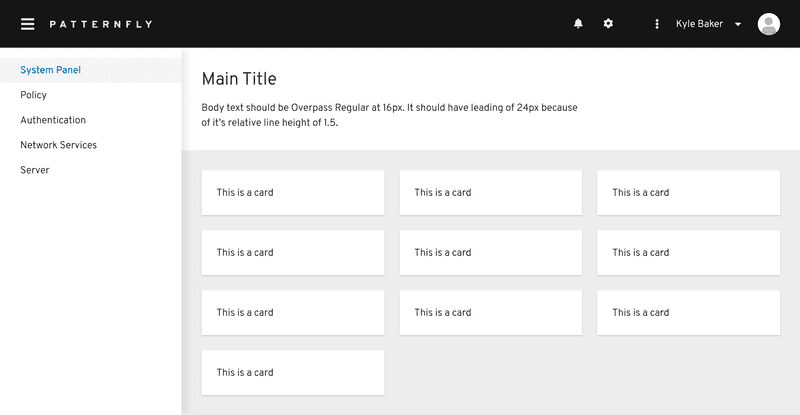 PATTERNFLY
Kyle Baker
System Panel
Policy
Authentication
Network Services
Server
Main Title
Body text should be Overpass Regular at 16px. It should have leading of 24px because
of it's relative line height of 1.5.
This is a card
This is a card
This is a card
This is a card
This is a card
This is a card
This is a card
This is a card
This is a card
This is a card